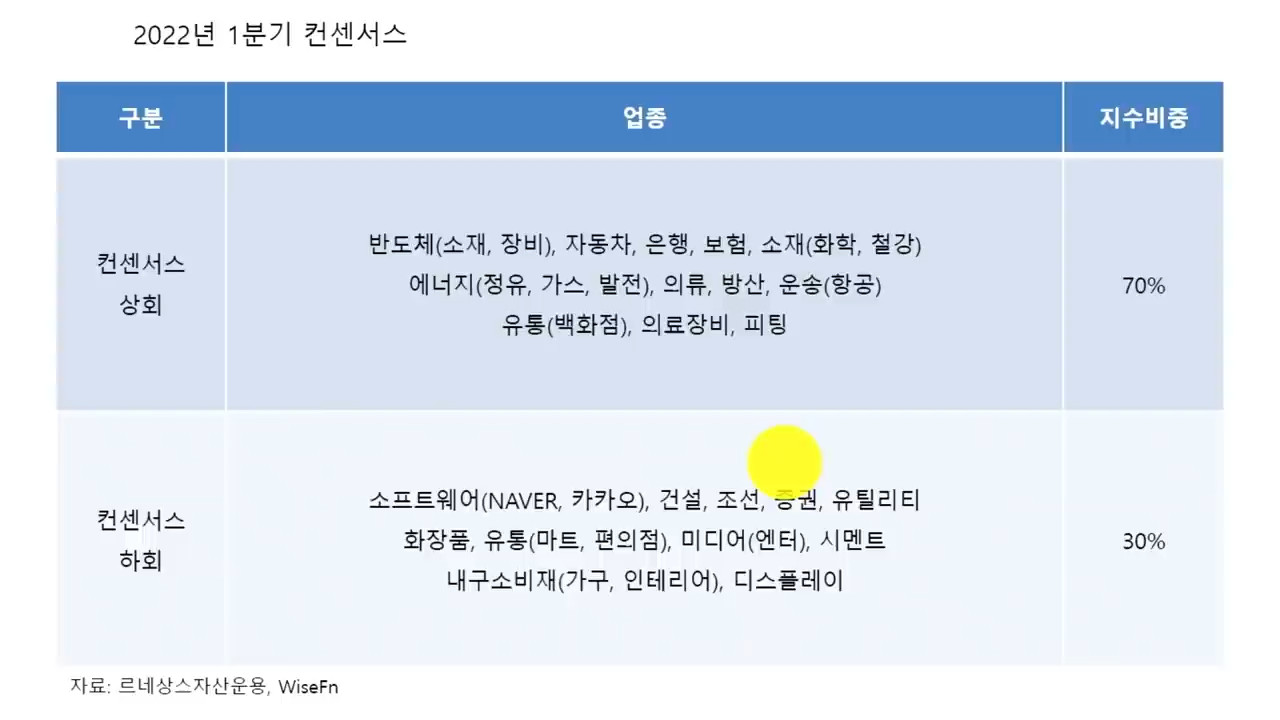 2022년 1분기 컨센서스
구분 업종 지수비중
컨센서스
상회
반도체(소재, 장비), 자동차, 은행, 보험, 소재(화학, 철강)
에너지(정유, 가스, 발전), 의류, 방산, 운송(항공)
유통(백화점), 의료장비, 피팅
70%
컨센서스
하회
소프트웨어(NAVER, 카카오), 건설, 조선, 증권, 유틸리티
화장품, 유통(마트, 편의점), 미디어(엔터), 시멘트
내구소비재(가구, 인테리어), 디스플레이
30%
자료: 르네상스자산운용, WiseFn